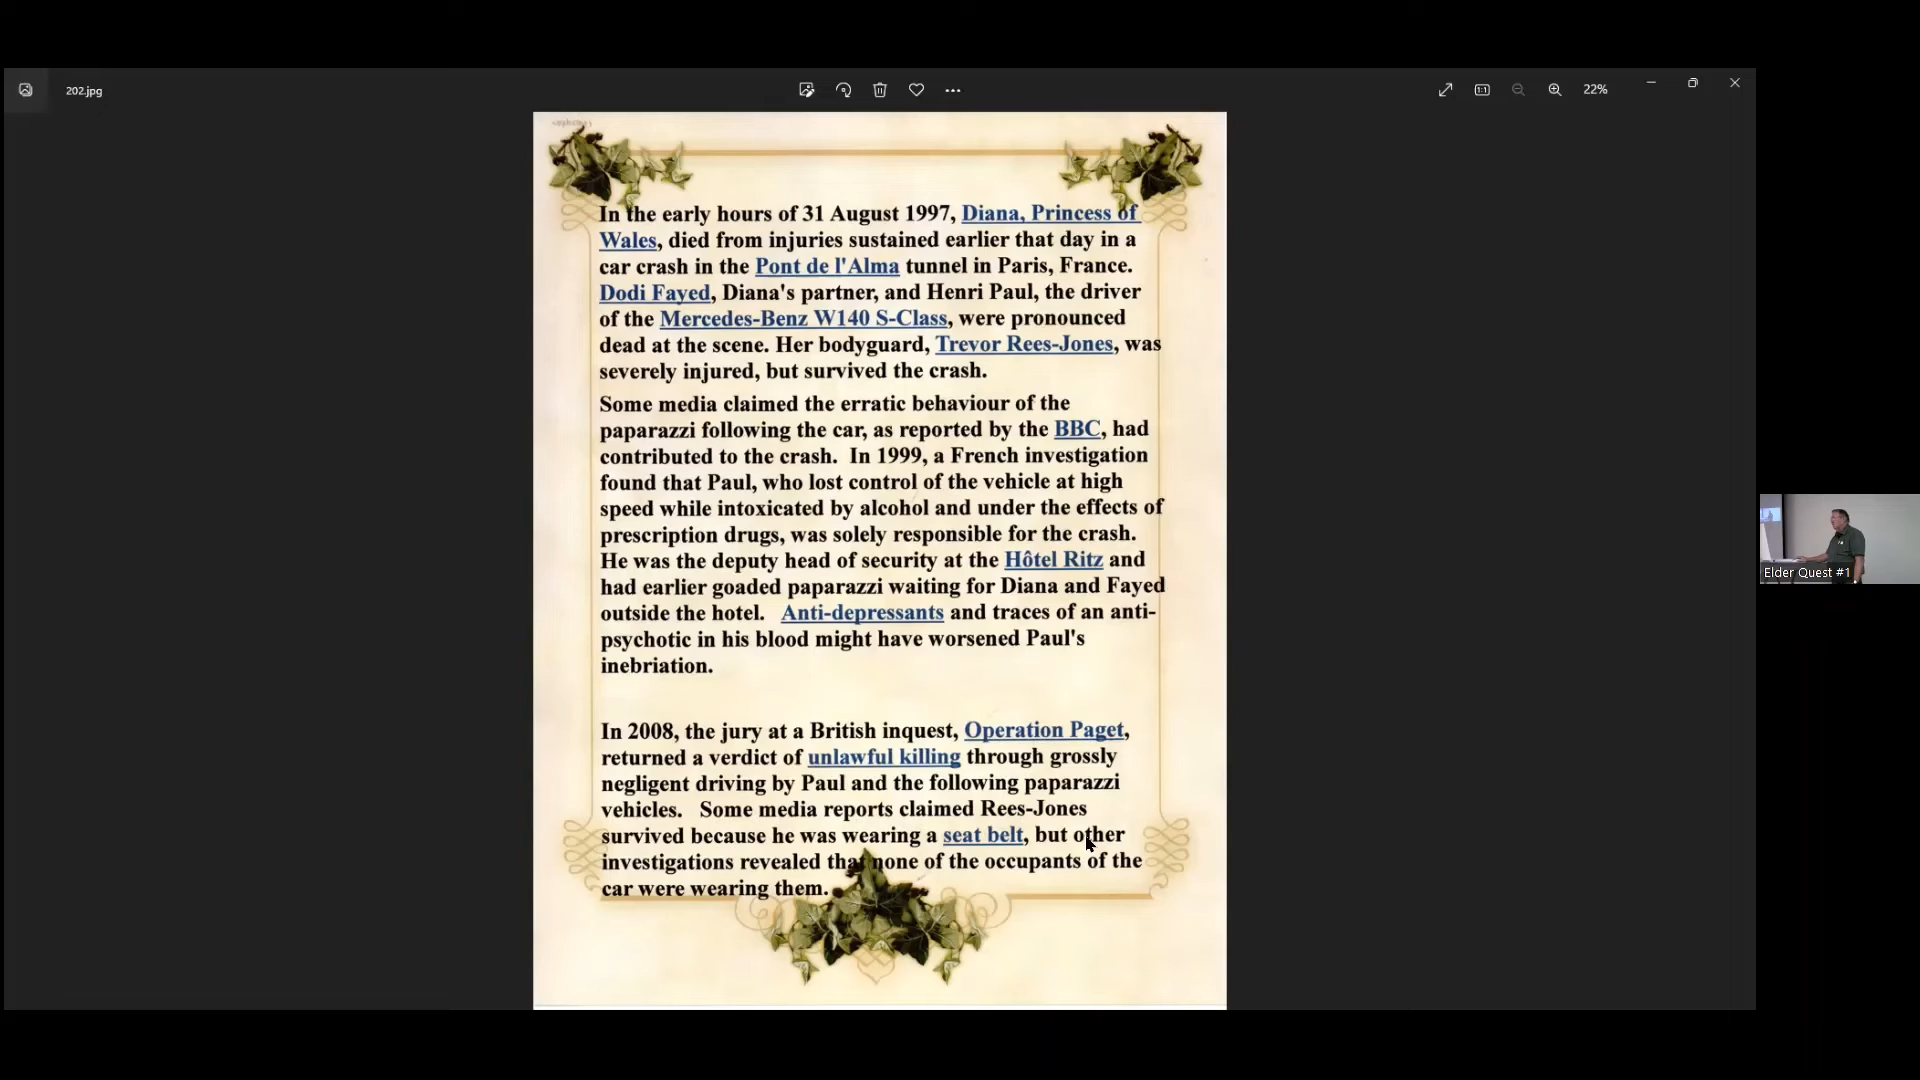 202.jpg
22%
In the early hours of 31 August 1997, Diana, Princess of
Wales, died from injuries sustained earlier that day in a
car crash in the Pont de l'Alma tunnel in Paris, France.
Dodi Fayed, Diana's partner, and Henri Paul, the driver
of the Mercedes-Benz W140 S-Class, were pronounced
dead at the scene. Her bodyguard, Trevor Rees-Jones, was
severely injured, but survived the crash.
Some media claimed the erratic behaviour of the
paparazzi following the car, as reported by the BBC, had
contributed to the crash. In 1999, a French investigation
found that Paul, who lost control of the vehicle at high
speed while intoxicated by alcohol and under the effects of
prescription drugs, was solely responsible for the crash.
He was the deputy head of security at the Hôtel Ritz and
had earlier goaded paparazzi waiting for Diana and Fayed
outside the hotel. Anti-depressants and traces of an anti-
psychotic in his blood might have worsened Paul's
inebriation.
In 2008, the jury at a British inquest, Operation Paget,
returned a verdict of unlawful killing through grossly
negligent driving by Paul and the following paparazzi
vehicles. Some media reports claimed Rees-Jones
survived because he was wearing a seat belt, but other
investigations revealed that none of the occupants of the
car were wearing them.
Elder Quest #1